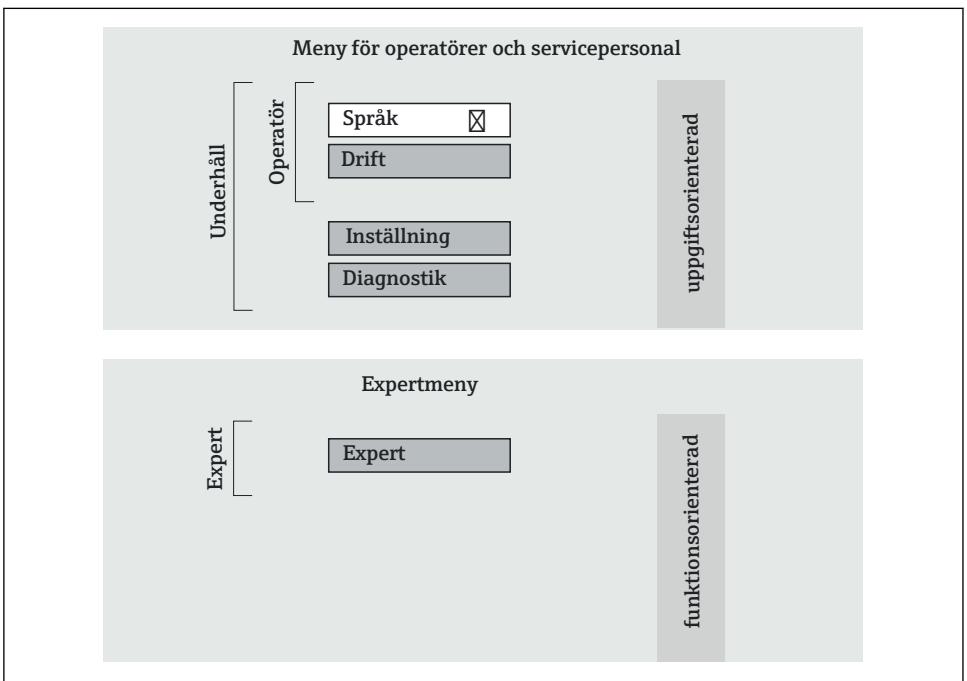 Meny för operatörer och servicepersonal
Underhåll
Operatör
Språk
Drift
Inställning
Diagnostik
uppgiftsorienterad
Expertmeny
Expert
Expert
funktionsorienterad